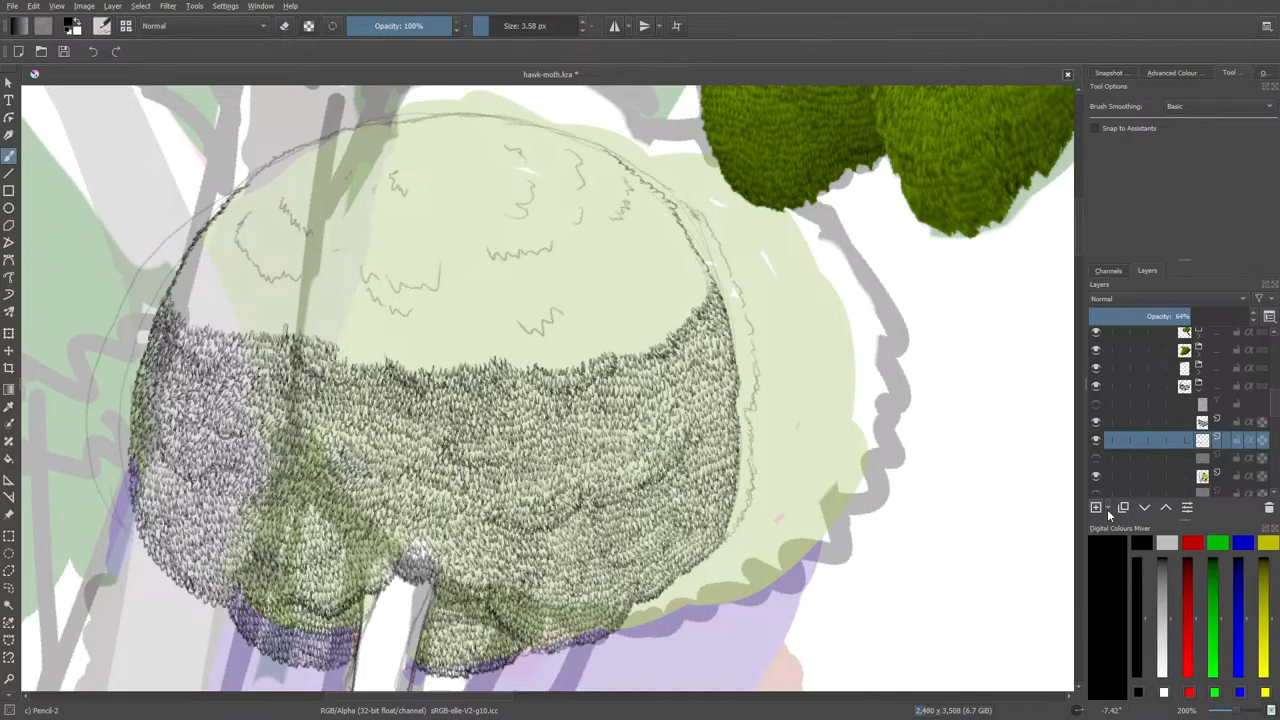 File Edit View Image Layer Select Filter Tools Settings Window Help
Normal Opacity: 100% Size: 3.58 px
hawk-moth.kra *
Snapshot ... Advanced Colour ... Tool ... O...
Tool Options
Brush Smoothing: Basic
Snap to Assistants
Channels Layers
Layers
Normal
Opacity: 64%
Digital Colours Mixer
c) Pencil-2 RGB/Alpha (32-bit float/channel) sRGB-elle-V2-g10.icc 2,480 x 3,508 (6.7 GiB) -7.42° 200%